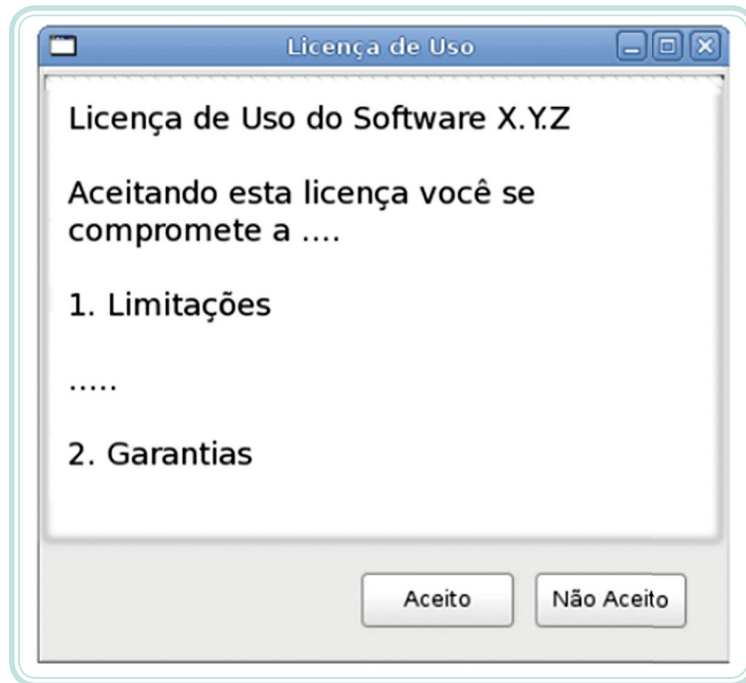 Licença de Uso
Licença de Uso do Software X.Y.Z
Aceitando esta licença você se
compromete a ....
1. Limitações
.....
2. Garantias
Aceito
Não Aceito